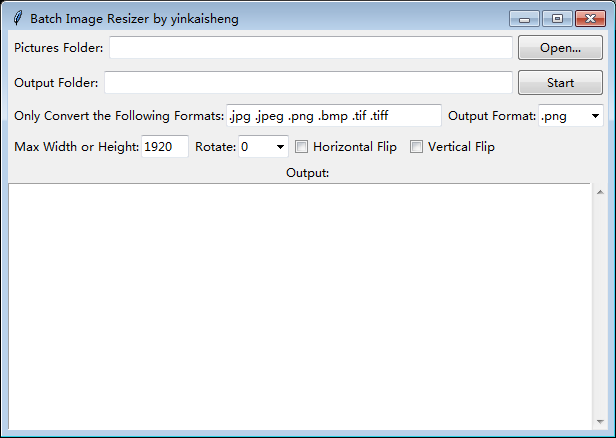 Batch Image Resizer by yinkaisheng
Pictures Folder: Open...
Output Folder: Start
Only Convert the Following Formats: .jpg .jpeg .png .bmp .tif .tiff Output Format: .png
Max Width or Height: 1920 Rotate: 0 Horizontal Flip Vertical Flip
Output: